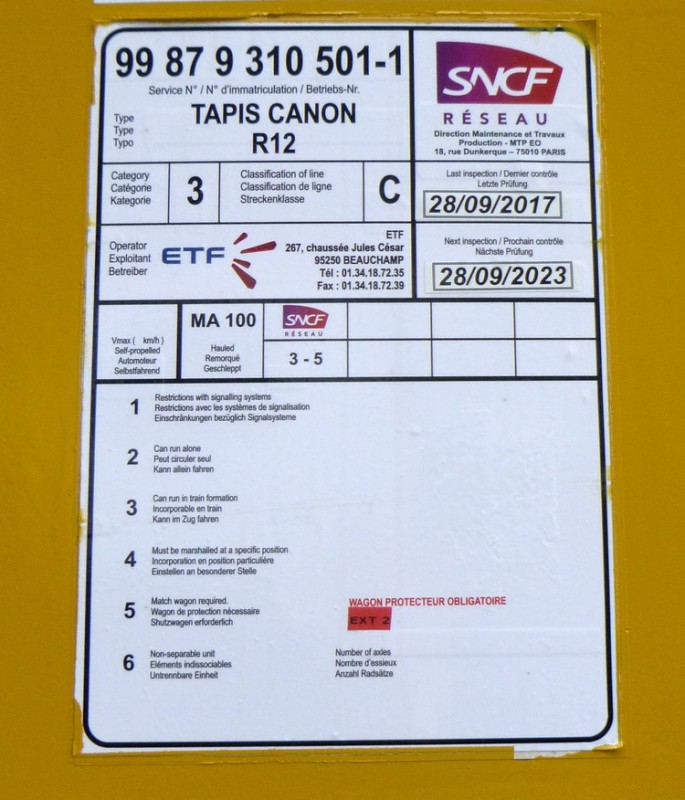 99 87 9 310 501-1
Service N° / N° d'immatriculation / Betriebs-Nr.
Type
Type
Typo
TAPIS CANON
R12
SNCF
RÉSEAU
Direction Maintenance et Travaux
Production - MTP EO
18, rue Dunkerque – 75010 PARIS
Category
Catégorie
Kategorie
3
Classification of line
Classification de ligne
Streckenklasse
C
Last inspection / Dernier contrôle
Letzte Prüfung
28/09/2017
Operator
Exploitant
Betreiber
ETF
ETF
267, chaussée Jules César
95250 BEAUCHAMP
Tél : 01.34.18.72.35
Fax : 01.34.18.72.39
Next inspection / Prochain contrôle
Nächste Prüfung
28/09/2023
Vmax ( km/h )
Self-propelled
Automoteur
Selbstfahrend
MA 100
Hauled
Remorqué
Geschleppt
SNCF
RÉSEAU
3 - 5
1
Restrictions with signalling systems
Restrictions avec les systèmes de signalisation
Einschränkungen bezüglich Signalsysteme
2
Can run alone
Peut circuler seul
Kann allein fahren
3
Can run in train formation
Incorporable en train
Kann im Zug fahren
4
Must be marshalled at a specific position
Incorporation en position particulière
Einstellen an besonderer Stelle
5
Match wagon required.
Wagon de protection nécessaire
Shutzwagen erforderlich
WAGON PROTECTEUR OBLIGATOIRE
EXT 2
6
Non-separable unit
Eléments indissociables
Untrennbare Einheit
Number of axles
Nombre d'essieux
Anzahl Radsätze